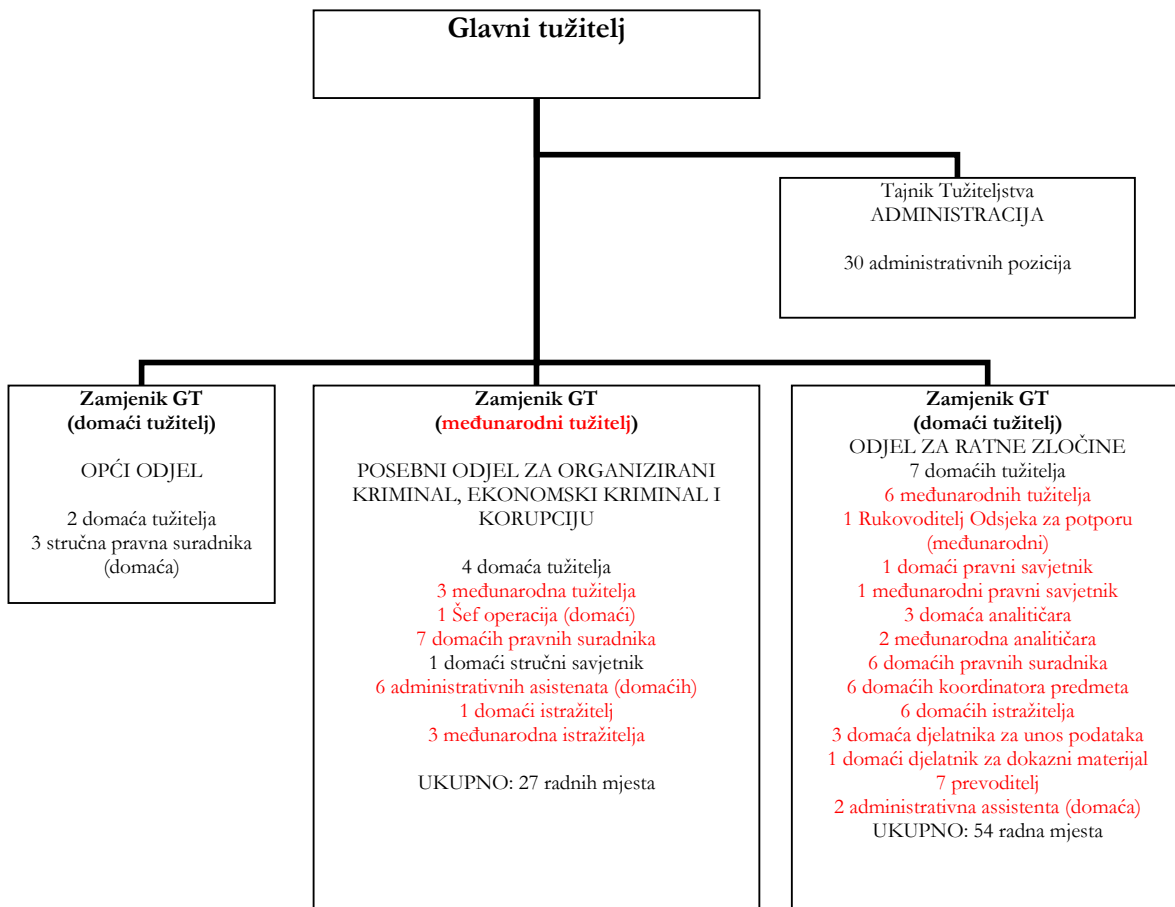 Glavni tužitelj
Tajnik Tužiteljstva
ADMINISTRACIJA
30 administrativnih pozicija
Zamjenik GT
(domaći tužitelj)
OPĆI ODJEL
2 domaća tužitelja
3 stručna pravna suradnika
(domaća)
Zamjenik GT
(međunarodni tužitelj)
POSEBNI ODJEL ZA ORGANIZIRANI
KRIMINAL, EKONOMSKI KRIMINAL I
KORUPCIJU
4 domaća tužitelja
3 međunarodna tužitelja
1 Šef operacija (domaći)
7 domaćih pravnih suradnika
1 domaći stručni savjetnik
6 administrativnih asistenata (domaćih)
1 domaći istražitelj
3 međunarodna istražitelja
UKUPNO: 27 radnih mjesta
Zamjenik GT
(domaći tužitelj)
ODJEL ZA RATNE ZLOČINE
7 domaćih tužitelja
6 međunarodnih tužitelja
1 Rukovoditelj Odsjeka za potporu
(međunarodni)
1 domaći pravni savjetnik
1 međunarodni pravni savjetnik
3 domaća analitičara
2 međunarodna analitičara
6 domaćih pravnih suradnika
6 domaćih koordinatora predmeta
6 domaćih istražitelja
3 domaća djelatnika za unos podataka
1 domaći djelatnik za dokazni materijal
7 prevoditelj
2 administrativna assistenta (domaća)
UKUPNO: 54 radna mjesta